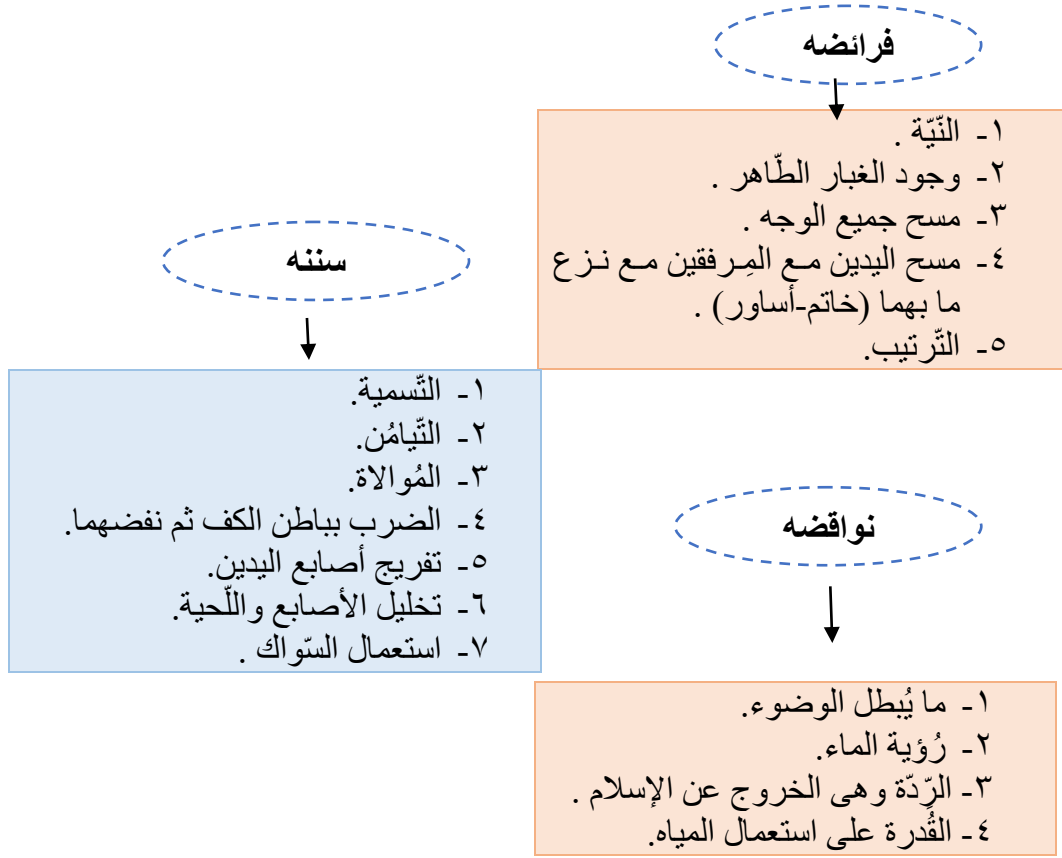 فرائضه
١- النّيّة .
٢- وجود الغبار الطّاهر .
٣- مسح جميع الوجه .
٤- مسح اليدين مع المِرفقين مع نزع
ما بهما (خاتم-أساور) .
٥- التّرتيب.
سننه
١- التّسمية.
٢- التّيامُن.
٣- المُوالاة.
٤- الضرب بباطن الكف ثم نفضهما.
٥- تفريج أصابع اليدين.
٦- تخليل الأصابع واللّحية.
٧- استعمال السّواك .
نواقضه
١- ما يُبطل الوضوء.
٢- رُؤية الماء.
٣- الرّدّة وهى الخروج عن الإسلام .
٤- القُدرة على استعمال المياه.